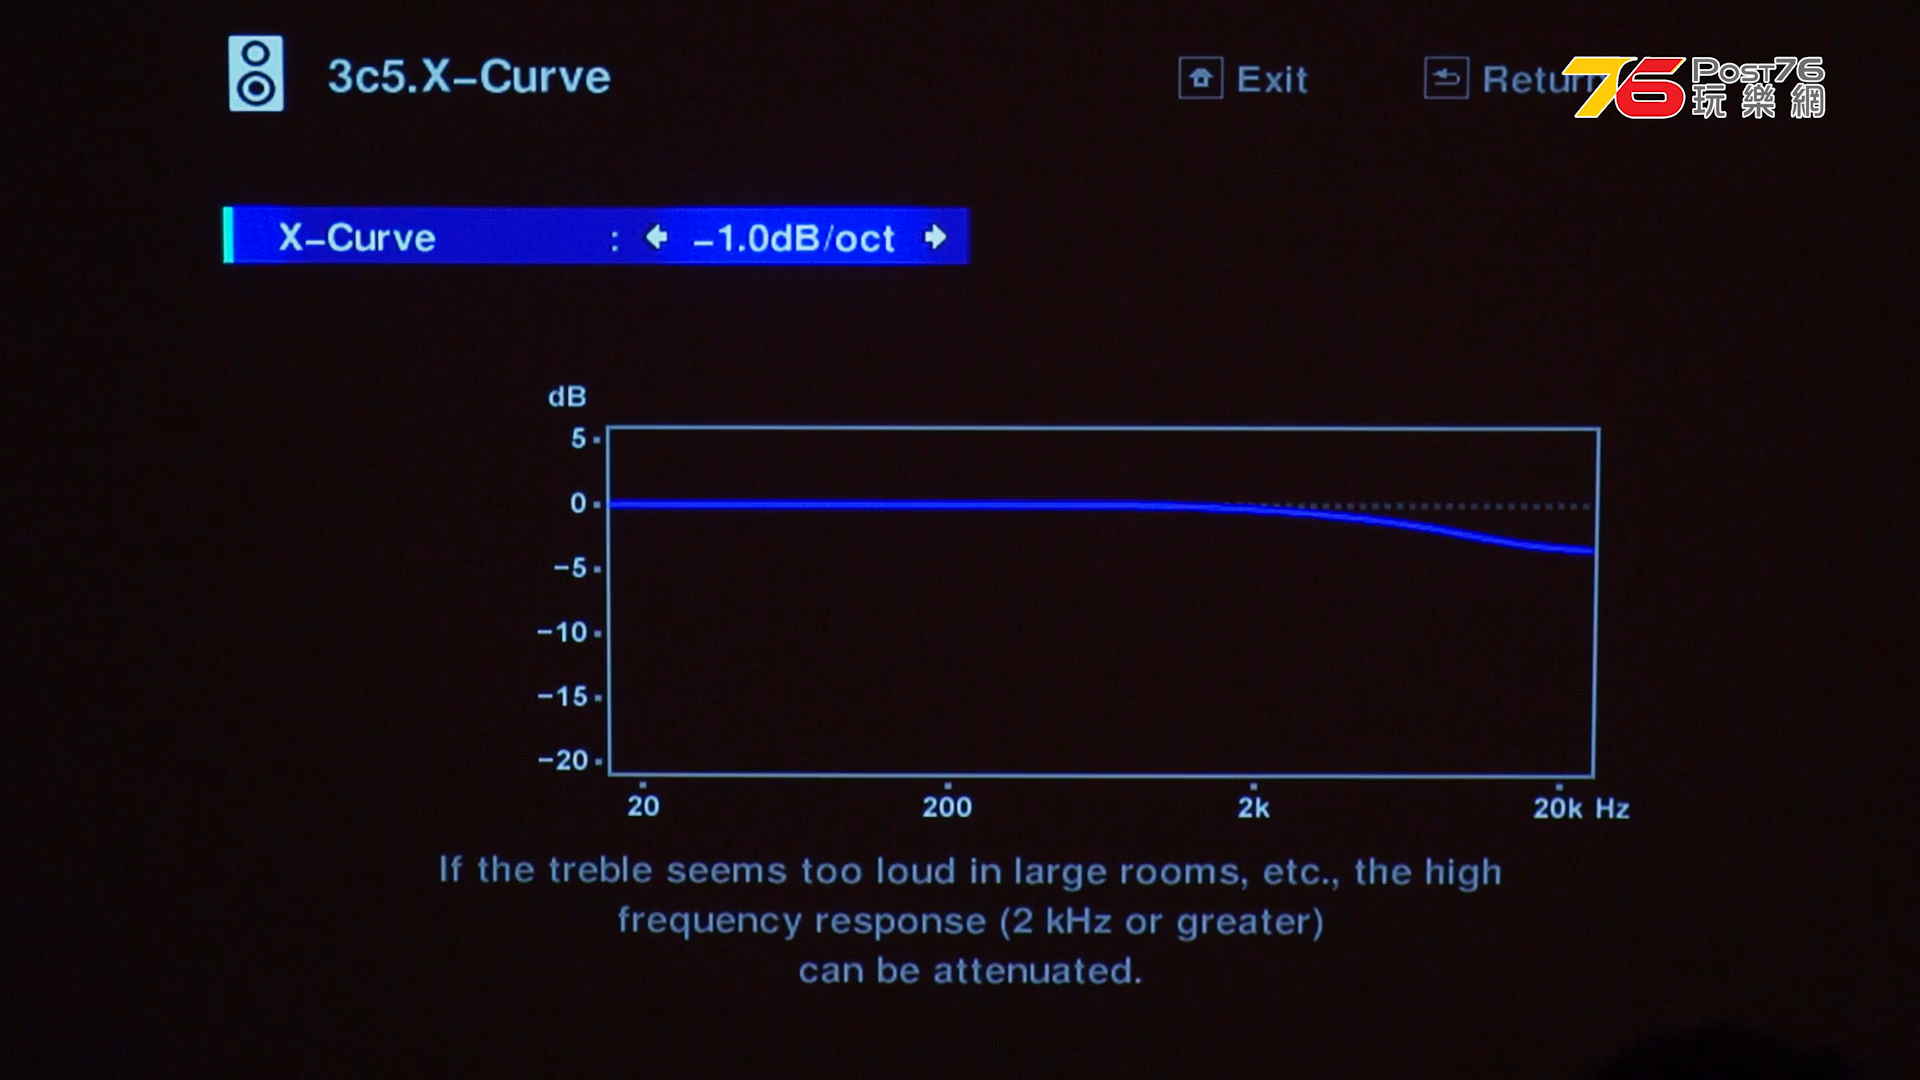 3c5.X-Curve
Exit
Return
76 Post76
玩樂網
X-Curve : -1.0dB/oct
dB
5
0
-5
-10
-15
-20
20 200 2k 20k Hz
If the treble seems too loud in large rooms, etc., the high
frequency response (2 kHz or greater)
can be attenuated.